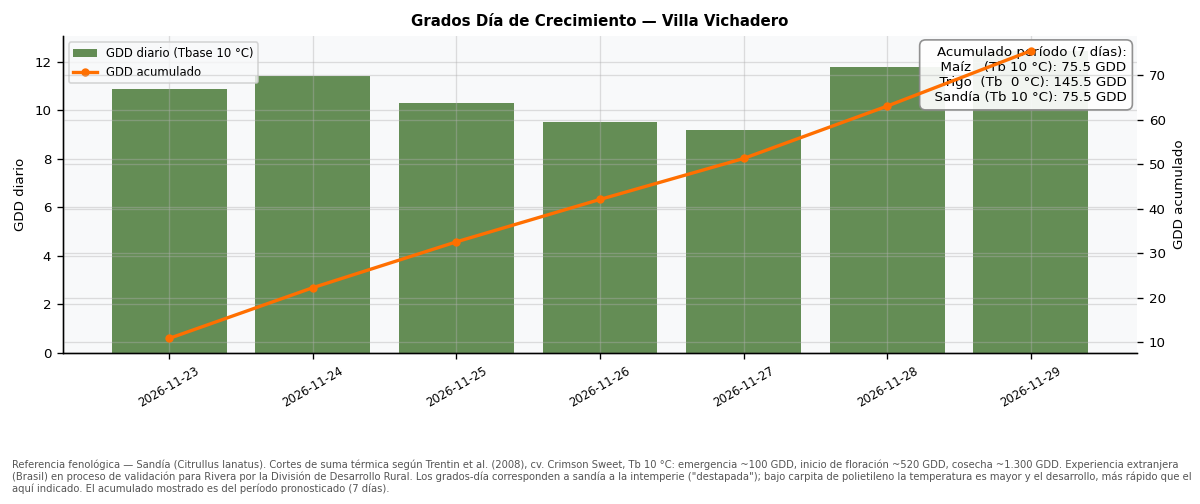 Grados Día de Crecimiento — Villa Vichadero
GDD diario (Tbase 10 °C)
GDD acumulado
Acumulado período (7 días):
Maíz (Tb 10 °C): 75.5 GDD
Trigo (Tb 0 °C): 145.5 GDD
Sandía (Tb 10 °C): 75.5 GDD
GDD diario
12
10
8
6
4
2
0
70
60
50
40
30
20
10
GDD acumulado
2026-11-23
2026-11-24
2026-11-25
2026-11-26
2026-11-27
2026-11-28
2026-11-29
Referencia fenológica — Sandía (Citrullus lanatus). Cortes de suma térmica según Trentin et al. (2008), cv. Crimson Sweet, Tb 10 °C: emergencia ~100 GDD, inicio de floración ~520 GDD, cosecha ~1.300 GDD. Experiencia extranjera
(Brasil) en proceso de validación para Rivera por la División de Desarrollo Rural. Los grados-día corresponden a sandía a la intemperie ("destapada"); bajo carpita de polietileno la temperatura es mayor y el desarrollo, más rápido que el
aquí indicado. El acumulado mostrado es del período pronosticado (7 días).